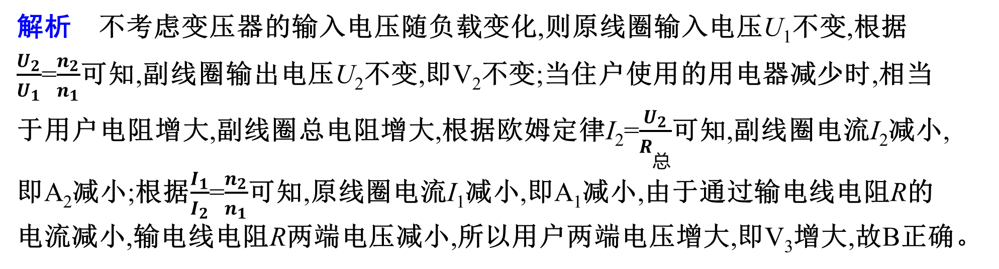 解析 不考虑变压器的输入电压随负载变化,则原线圈输入电压U₁不变,根据
U₂/U₁=n₂/n₁可知,副线圈输出电压U₂不变,即V₂不变;当住户使用的用电器减少时,相当
于用户电阻增大,副线圈总电阻增大,根据欧姆定律I₂=U₂/R总可知,副线圈电流I₂减小,
即A₂减小;根据I₁/I₂=n₂/n₁可知,原线圈电流I₁减小,即A₁减小,由于通过输电线电阻R的
电流减小,输电线电阻R两端电压减小,所以用户两端电压增大,即V₃增大,故B正确。